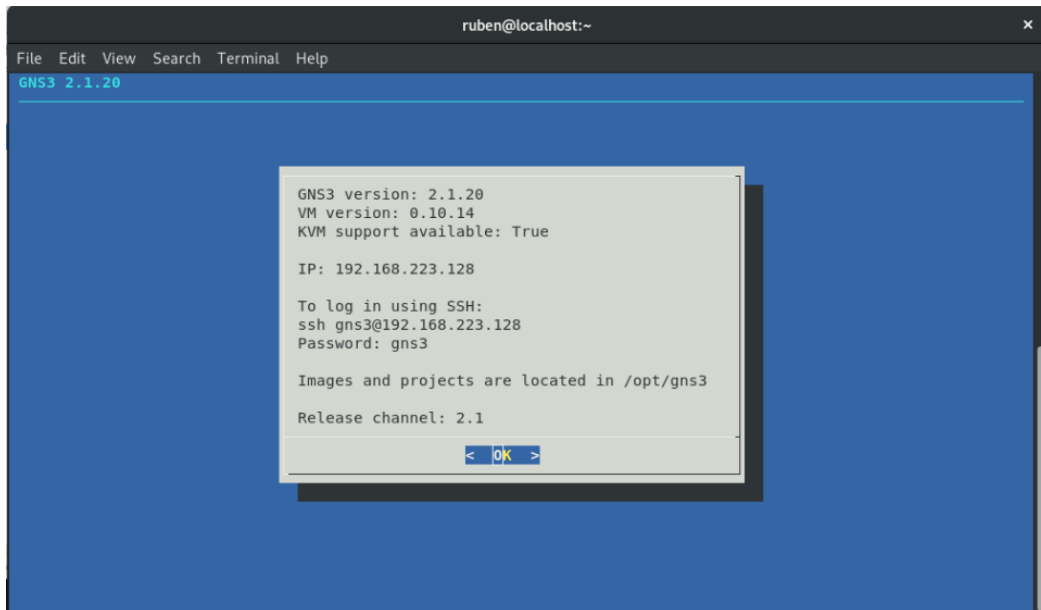 ruben@localhost:~ ×
File Edit View Search Terminal Help
GNS3 2.1.20
GNS3 version: 2.1.20
VM version: 0.10.14
KVM support available: True
IP: 192.168.223.128
To log in using SSH:
ssh gns3@192.168.223.128
Password: gns3
Images and projects are located in /opt/gns3
Release channel: 2.1
< OK >